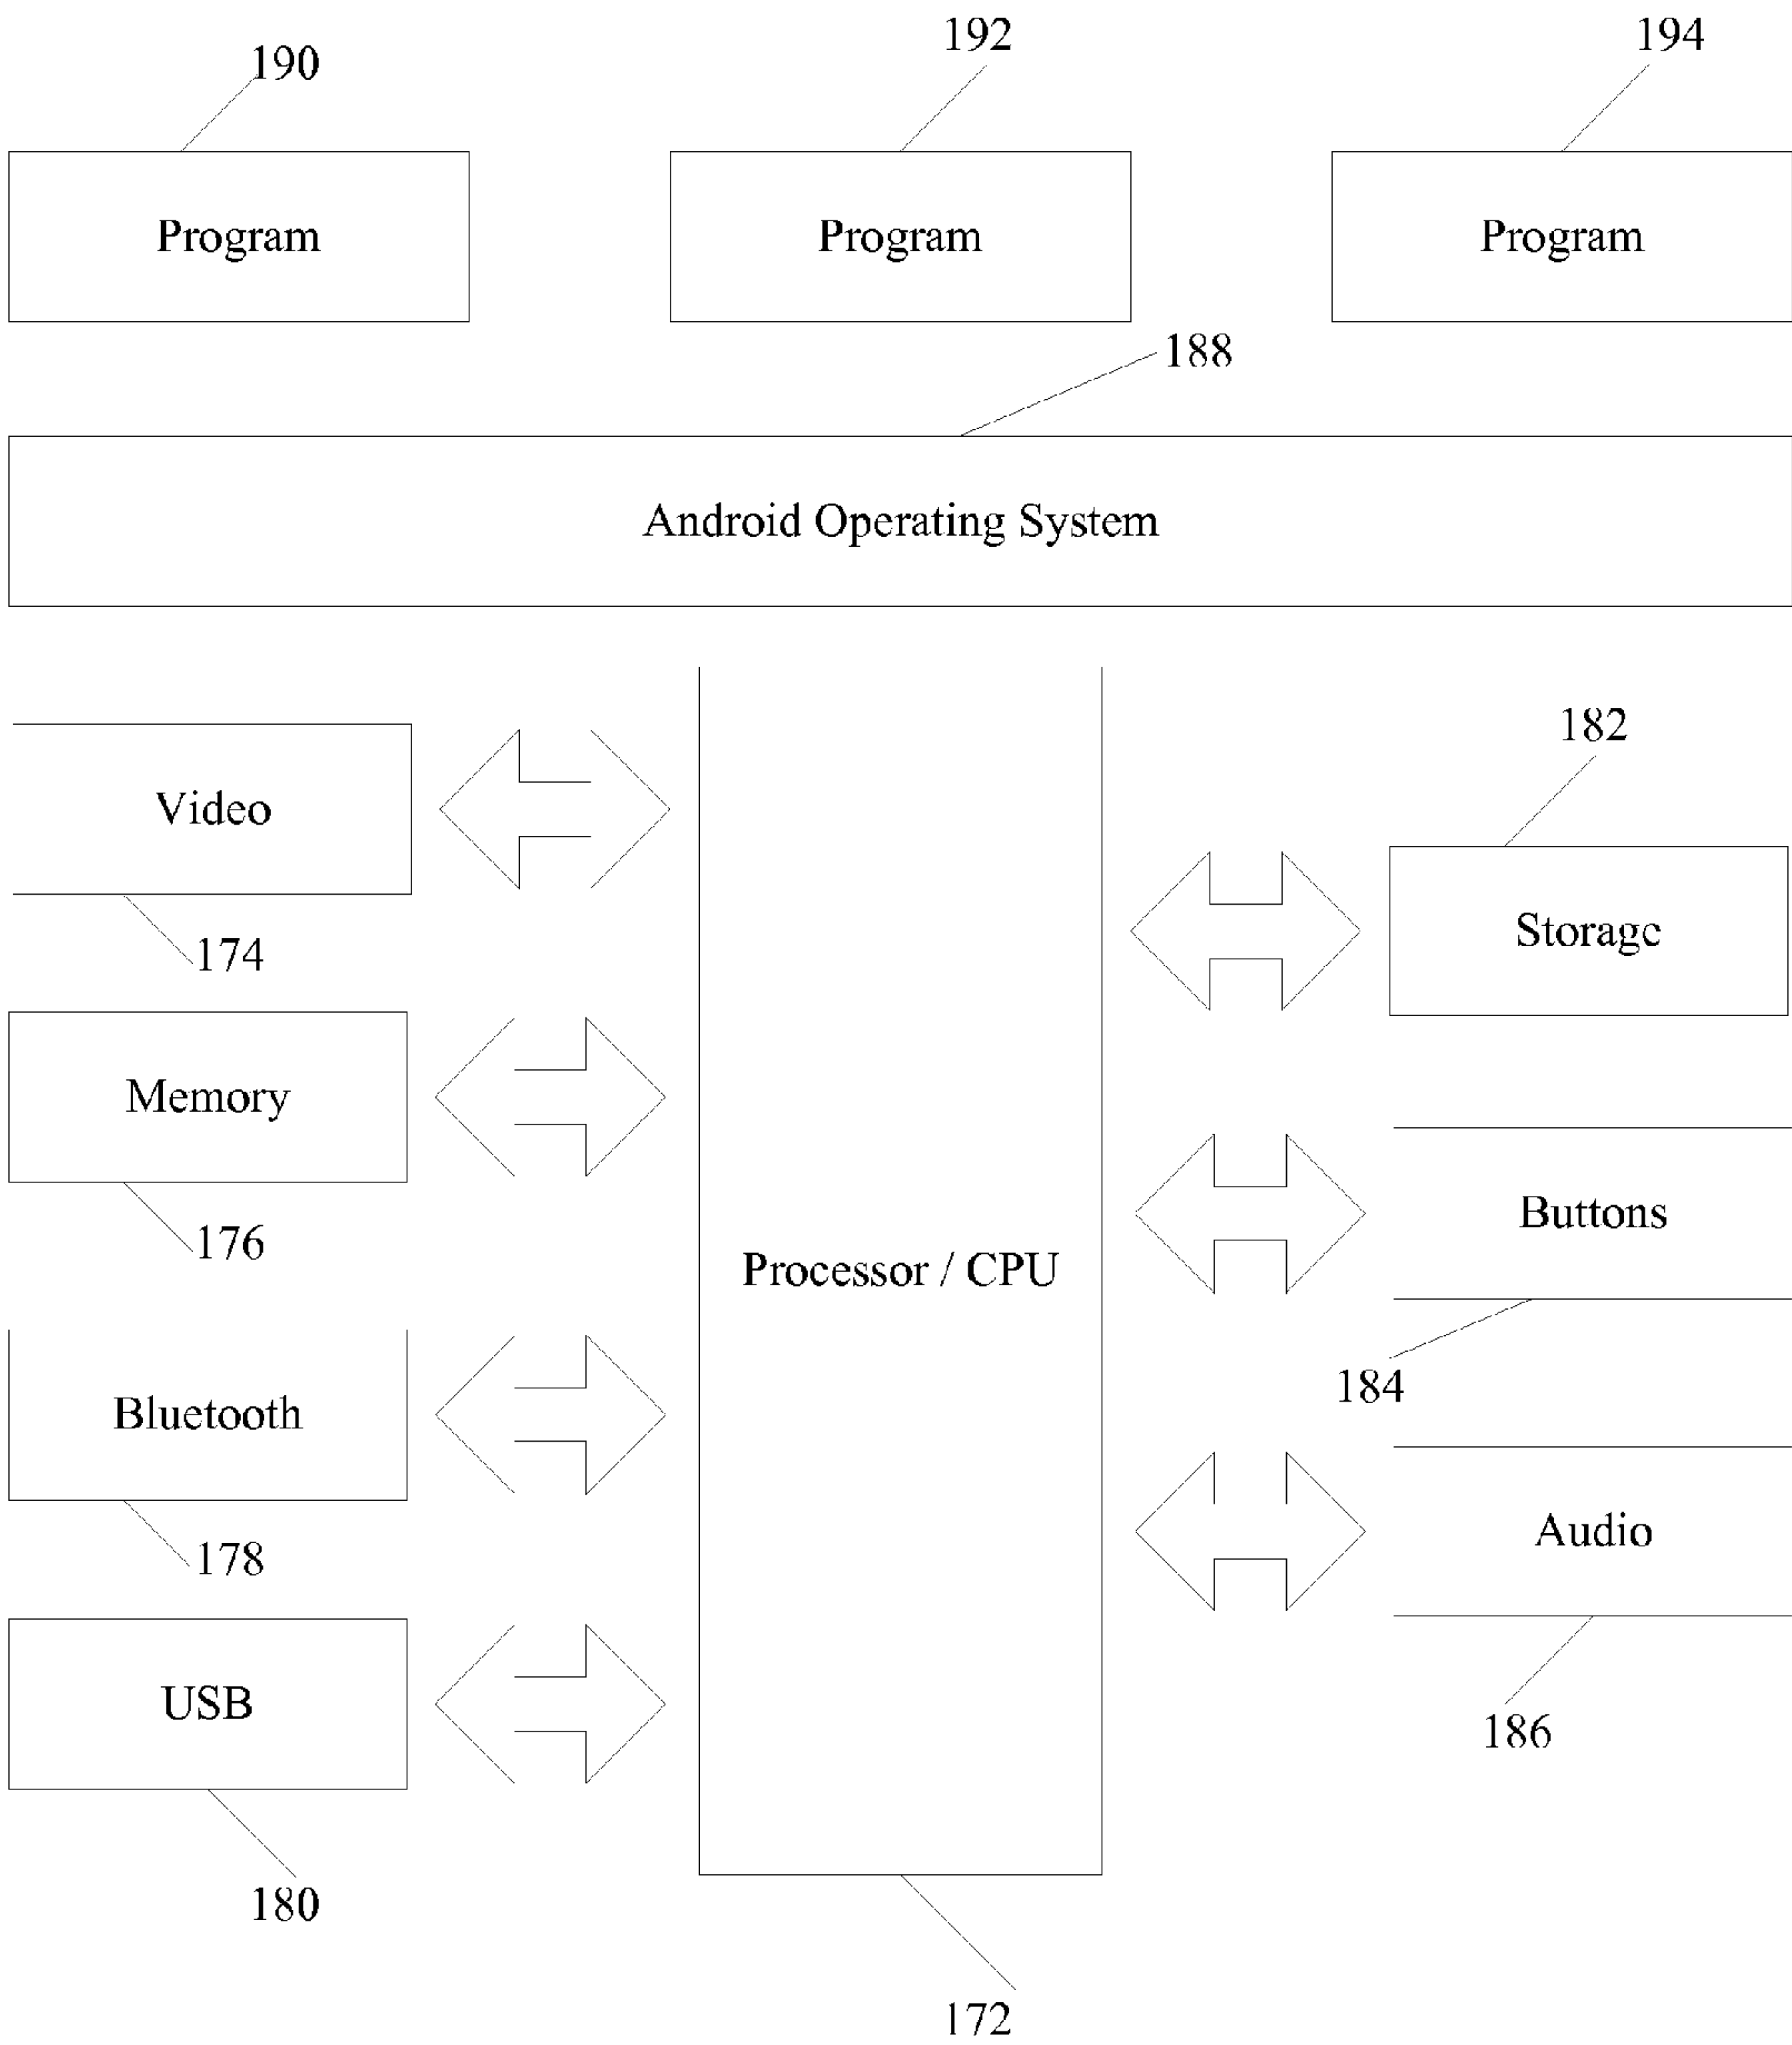 190
192
194
Program
Program
Program
188
Android Operating System
182
Video
Storage
174
Memory
Buttons
176
Processor / CPU
184
Bluetooth
Audio
178
USB
186
180
172